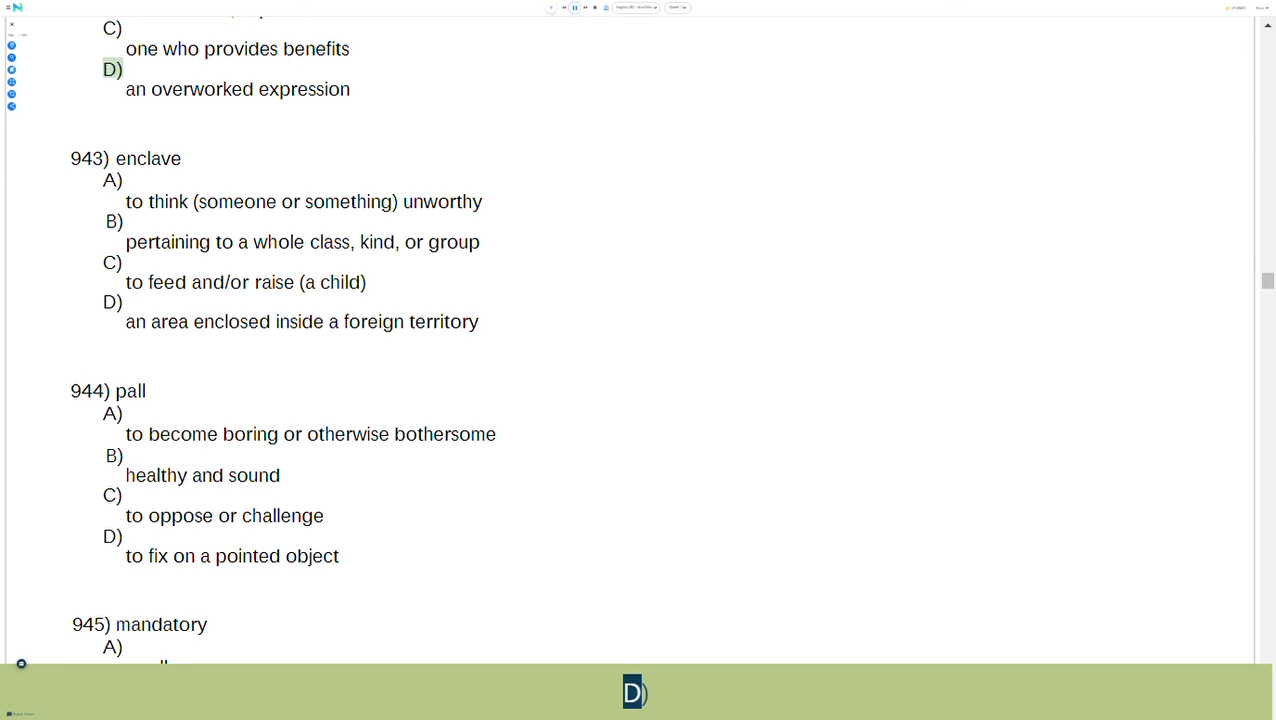 C)
one who provides benefits
D)
an overworked expression
943) enclave
A)
to think (someone or something) unworthy
B)
pertaining to a whole class, kind, or group
C)
to feed and/or raise (a child)
D)
an area enclosed inside a foreign territory
944) pall
A)
to become boring or otherwise bothersome
B)
healthy and sound
C)
to oppose or challenge
D)
to fix on a pointed object
945) mandatory
A)
D)